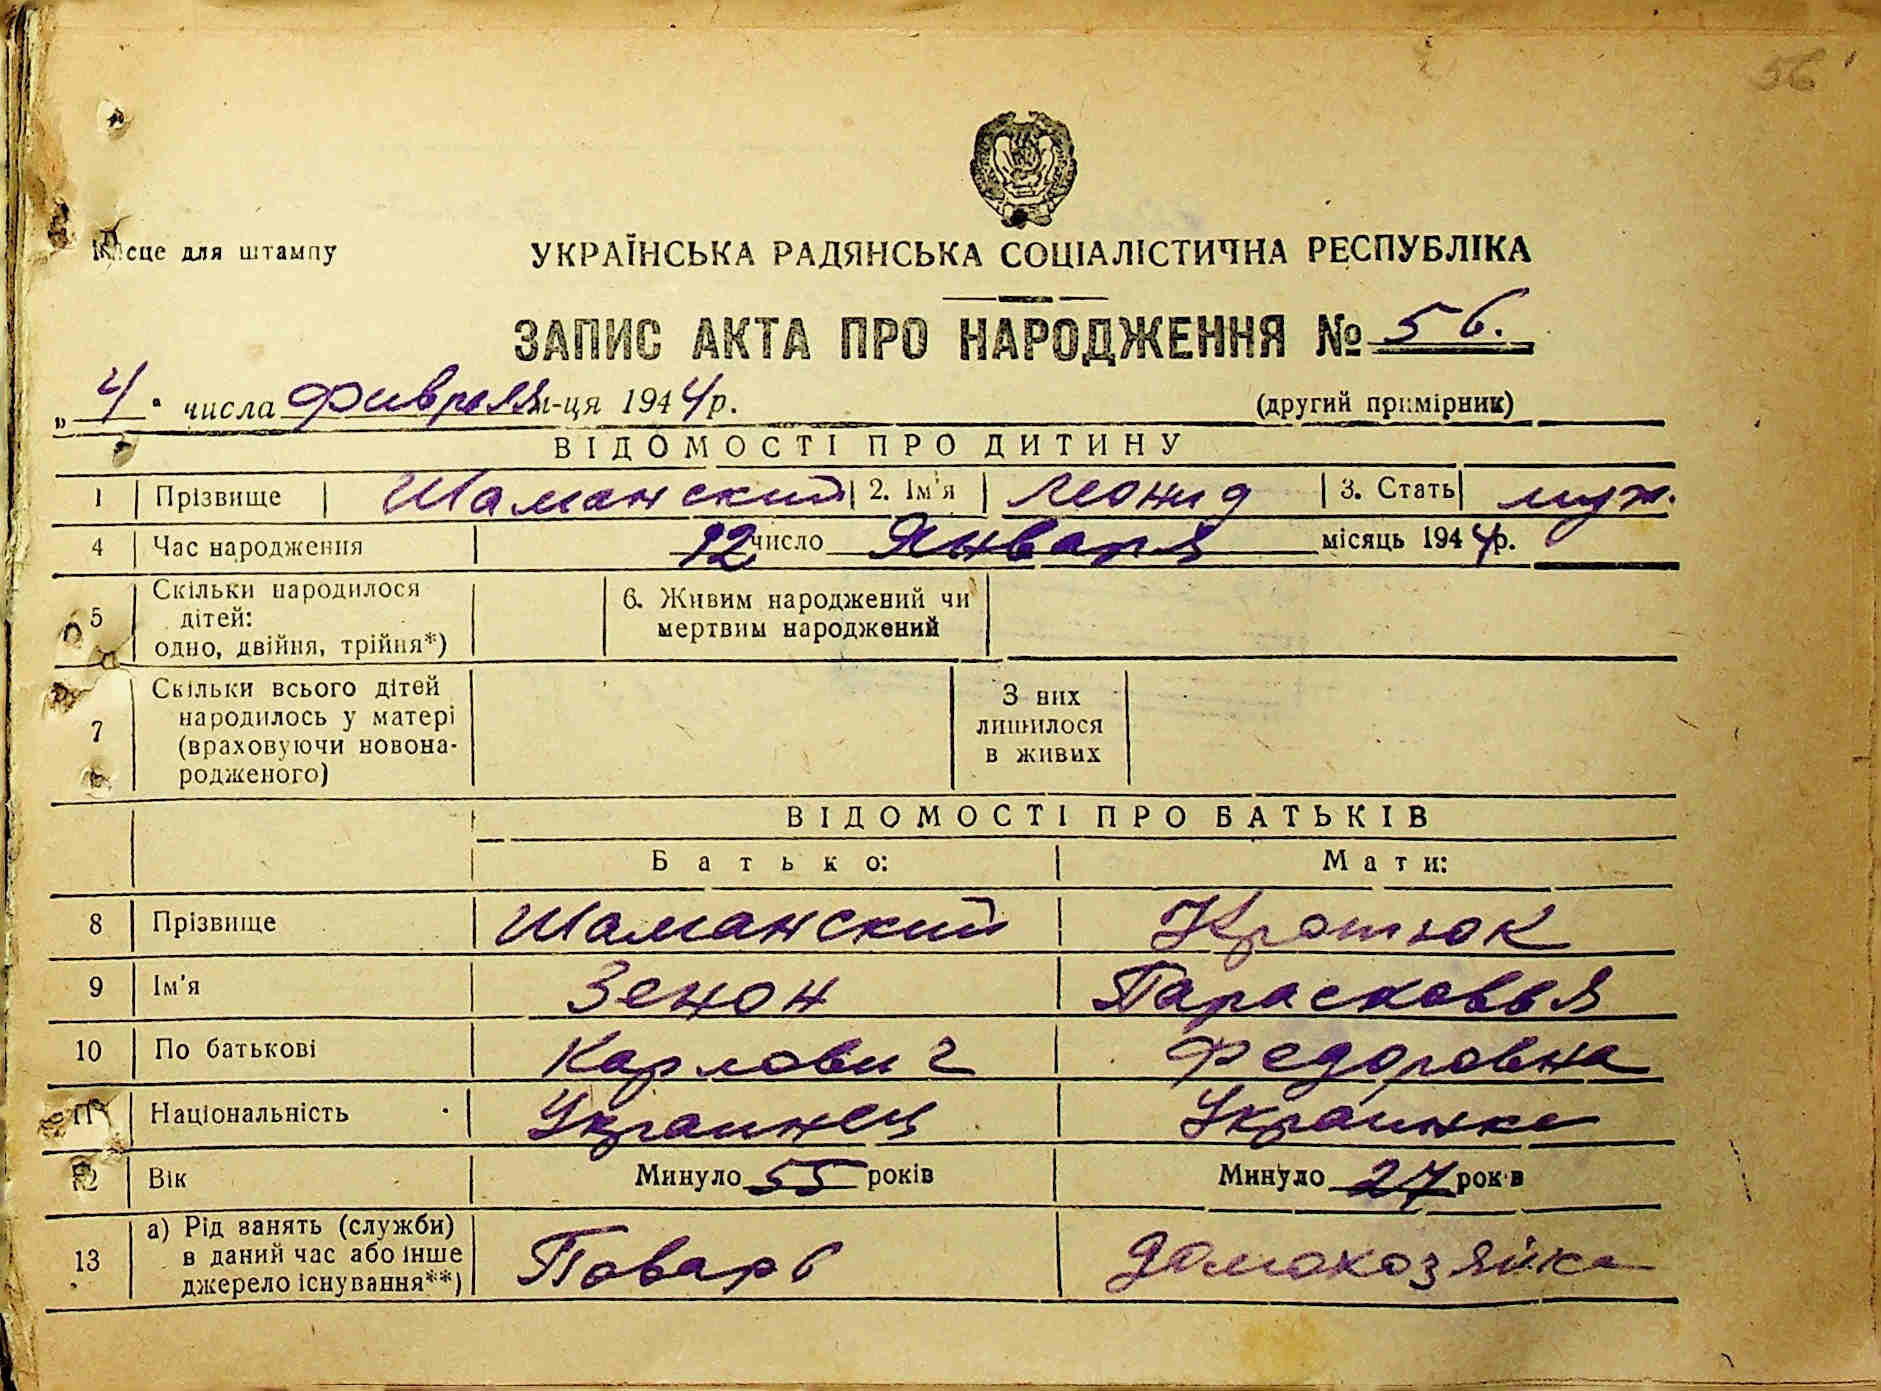 56
Місце для штампу
УКРАЇНСЬКА РАДЯНСЬКА СОЦІАЛІСТИЧНА РЕСПУБЛІКА
ЗАПИС АКТА ПРО НАРОДЖЕННЯ № 56.
„4" числа Февраля м-ця 1944 р. (другий примірник)
ВІДОМОСТІ ПРО ДИТИНУ
1 Прізвище Шаманский 2. Ім'я Леонид 3. Стать муж.
4 Час народження 12 число Января місяць 1944 р.
5 Скільки народилося дітей: одно, двійня, трійня*) 6. Живим народжений чи мертвим народжений
7 Скільки всього дітей народилось у матері (враховуючи новонародженого) З них лишилося в живих
ВІДОМОСТІ ПРО БАТЬКІВ
Батько: Мати:
8 Прізвище Шаманский Кротюк
9 Ім'я Зенон Парасковья
10 По батькові Карлович Федоровна
11 Національність Украинец Украинка
12 Вік Минуло 55 років Минуло 27 років
13 а) Рід занять (служби) в даний час або інше джерело існування**) Поваръ домохозяйка